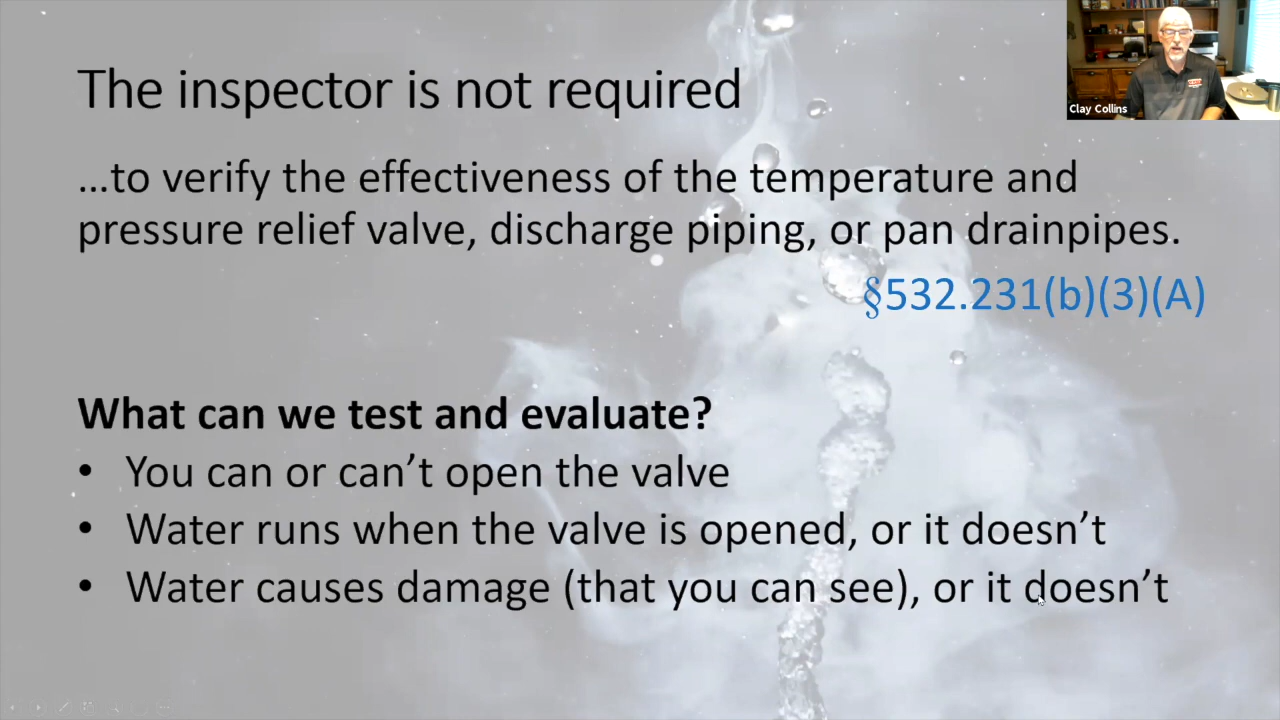 The inspector is not required
...to verify the effectiveness of the temperature and
pressure relief valve, discharge piping, or pan drainpipes.
§532.231(b)(3)(A)
What can we test and evaluate?
• You can or can’t open the valve
• Water runs when the valve is opened, or it doesn’t
• Water causes damage (that you can see), or it doesn’t
Clay Collins